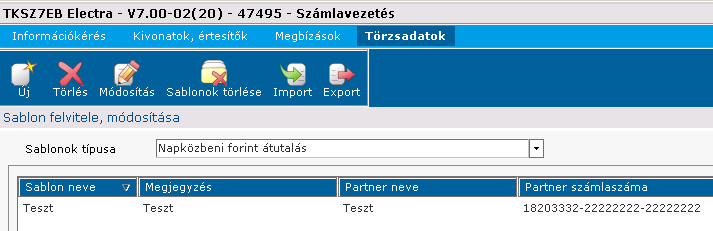 TKSZ7EB Electra - V7.00-02(20) - 47495 - Számlavezetés
Információkérés Kivonatok, értesítők Megbízások Törzsadatok
Új Törlés Módosítás Sablonok törlése Import Export
Sablon felvitele, módosítása
Sablonok típusa Napközbeni forint átutalás
Sablon neve Megjegyzés Partner neve Partner számlaszáma
Teszt Teszt Teszt 18203332-22222222-22222222